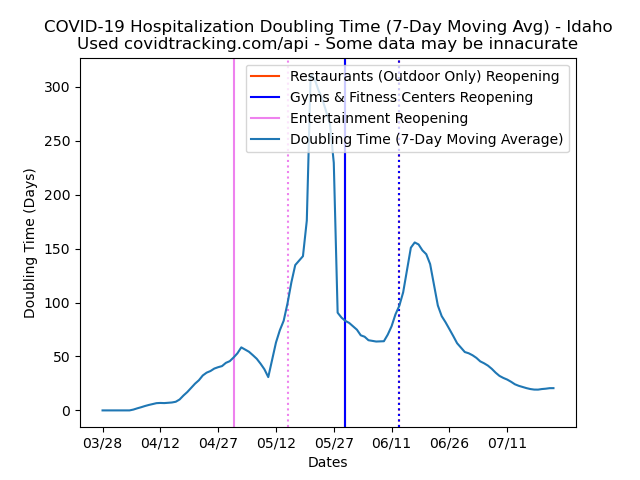 COVID-19 Hospitalization Doubling Time (7-Day Moving Avg) - Idaho
Used covidtracking.com/api - Some data may be innacurate
Restaurants (Outdoor Only) Reopening
Gyms & Fitness Centers Reopening
Entertainment Reopening
Doubling Time (7-Day Moving Average)
Doubling Time (Days)
300
250
200
150
100
50
0
03/28 04/12 04/27 05/12 05/27 06/11 06/26 07/11
Dates